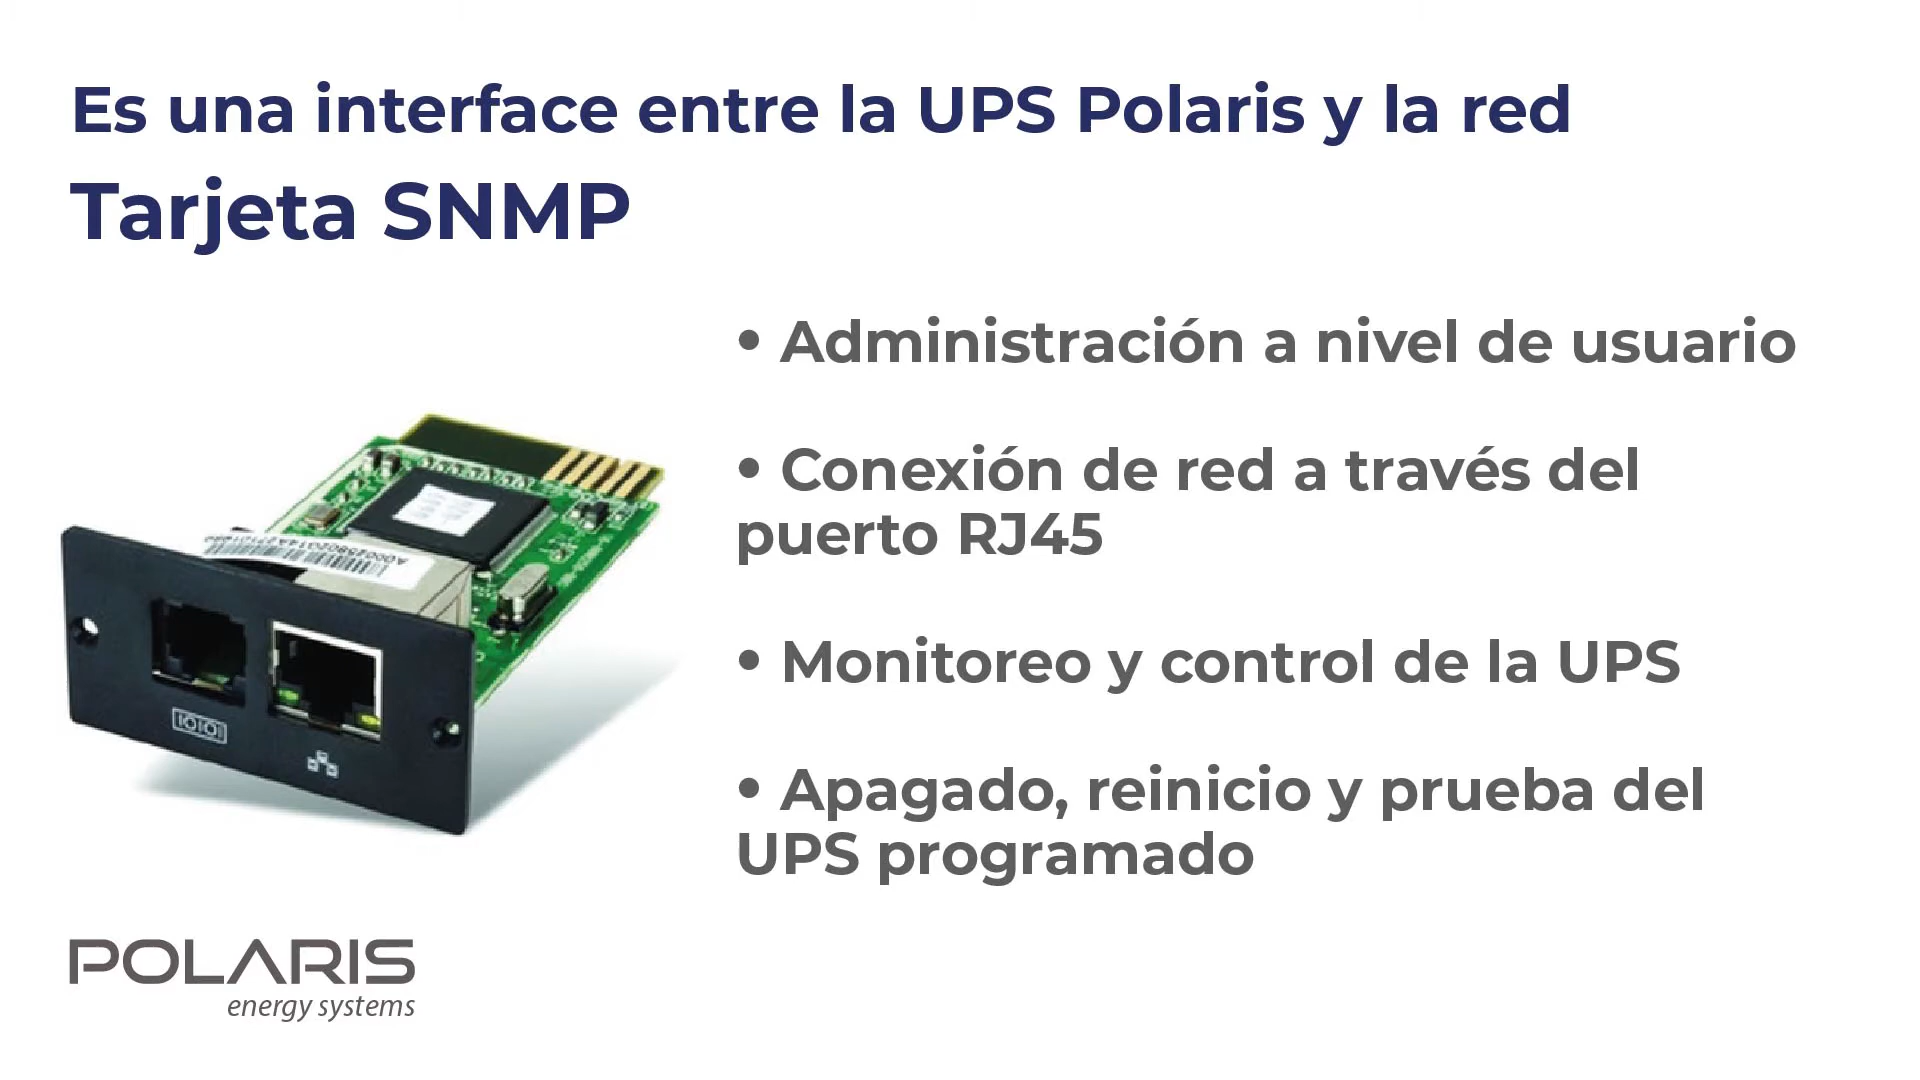 Es una interface entre la UPS Polaris y la red
Tarjeta SNMP
• Administración a nivel de usuario
• Conexión de red a través del
puerto RJ45
• Monitoreo y control de la UPS
• Apagado, reinicio y prueba del
UPS programado
POLARIS
energy systems